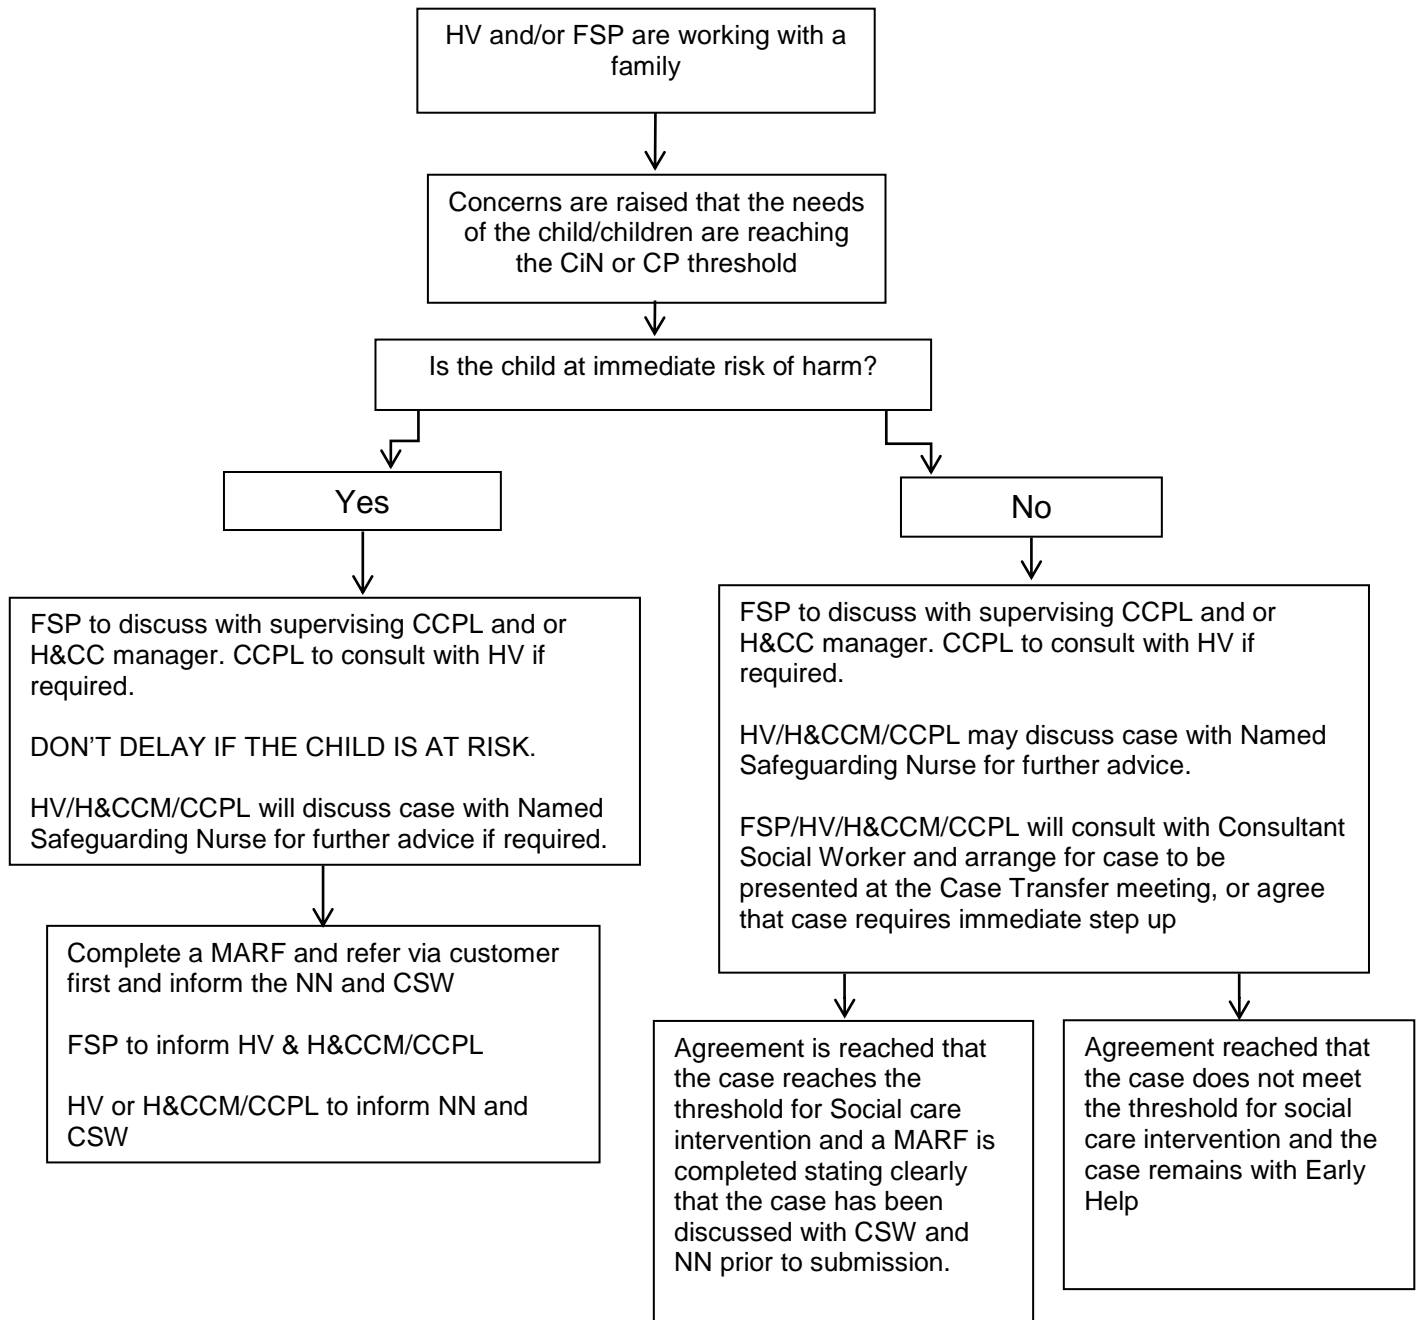 HV and/or FSP are working with a
family
Concerns are raised that the needs
of the child/children are reaching
the CiN or CP threshold
Is the child at immediate risk of harm?
Yes
No
FSP to discuss with supervising CCPL and or
H&CC manager. CCPL to consult with HV if
required.
DON'T DELAY IF THE CHILD IS AT RISK.
HV/H&CCM/CCPL will discuss case with Named
Safeguarding Nurse for further advice if required.
FSP to discuss with supervising CCPL and or
H&CC manager. CCPL to consult with HV if
required.
HV/H&CCM/CCPL may discuss case with Named
Safeguarding Nurse for further advice.
FSP/HV/H&CCM/CCPL will consult with Consultant
Social Worker and arrange for case to be
presented at the Case Transfer meeting, or agree
that case requires immediate step up
Complete a MARF and refer via customer
first and inform the NN and CSW
FSP to inform HV & H&CCM/CCPL
HV or H&CCM/CCPL to inform NN and
CSW
Agreement is reached that
the case reaches the
threshold for Social care
intervention and a MARF is
completed stating clearly
that the case has been
discussed with CSW and
NN prior to submission.
Agreement reached that
the case does not meet
the threshold for social
care intervention and the
case remains with Early
Help